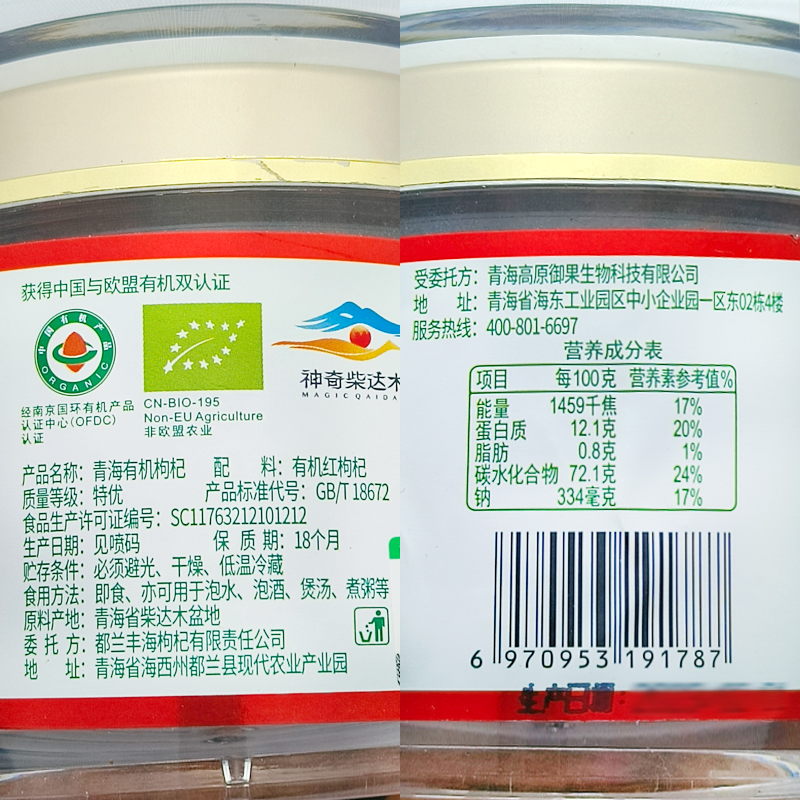 获得中国与欧盟有机双认证
中国有机产品
ORGANIC
经南京国环有机产品
认证中心(OFDC)
认证
CN-BIO-195
Non-EU Agriculture
非欧盟农业
神奇柴达木
MAGIC QAIDA
产品名称：青海有机枸杞 配 料：有机红枸杞
质量等级：特优 产品标准代号：GB/T 18672
食品生产许可证编号：SC11763212101212
生产日期：见喷码 保 质 期：18个月
贮存条件：必须避光、干燥、低温冷藏
食用方法：即食、亦可用于泡水、泡酒、煲汤、煮粥等
原料产地：青海省柴达木盆地
委 托 方：都兰丰海枸杞有限责任公司
地 址：青海省海西州都兰县现代农业产业园
受委托方：青海高原御果生物科技有限公司
地 址：青海省海东工业园区中小企业园一区东02栋4楼
服务热线：400-801-6697
营养成分表
项目 每100克 营养素参考值%
能量 1459千焦 17%
蛋白质 12.1克 20%
脂肪 0.8克 1%
碳水化合物 72.1克 24%
钠 334毫克 17%
6 970953 191787
生产日期：